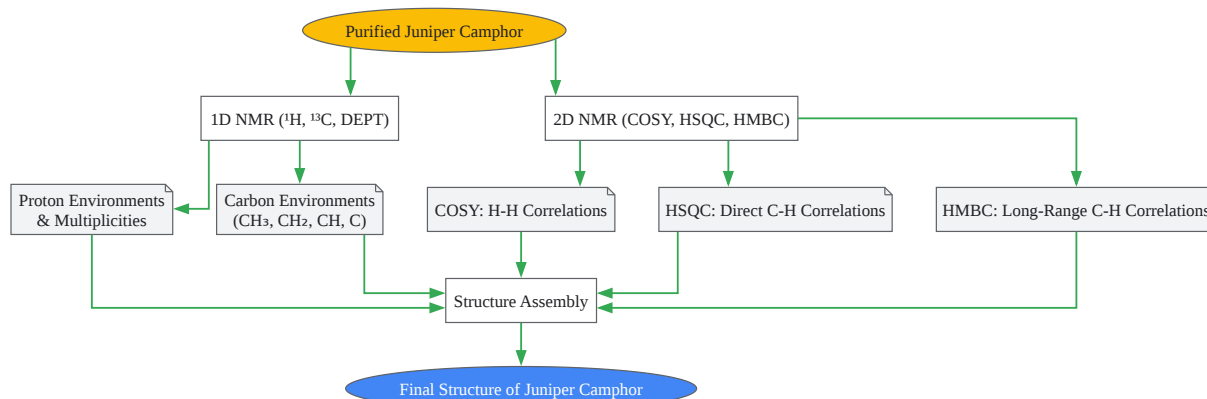 Purified Juniper Camphor
1D NMR (¹H, ¹³C, DEPT)
2D NMR (COSY, HSQC, HMBC)
Proton Environments
& Multiplicities
Carbon Environments
(CH₃, CH₂, CH, C)
COSY: H-H Correlations
HSQC: Direct C-H Correlations
HMBC: Long-Range C-H Correlations
Structure Assembly
Final Structure of Juniper Camphor